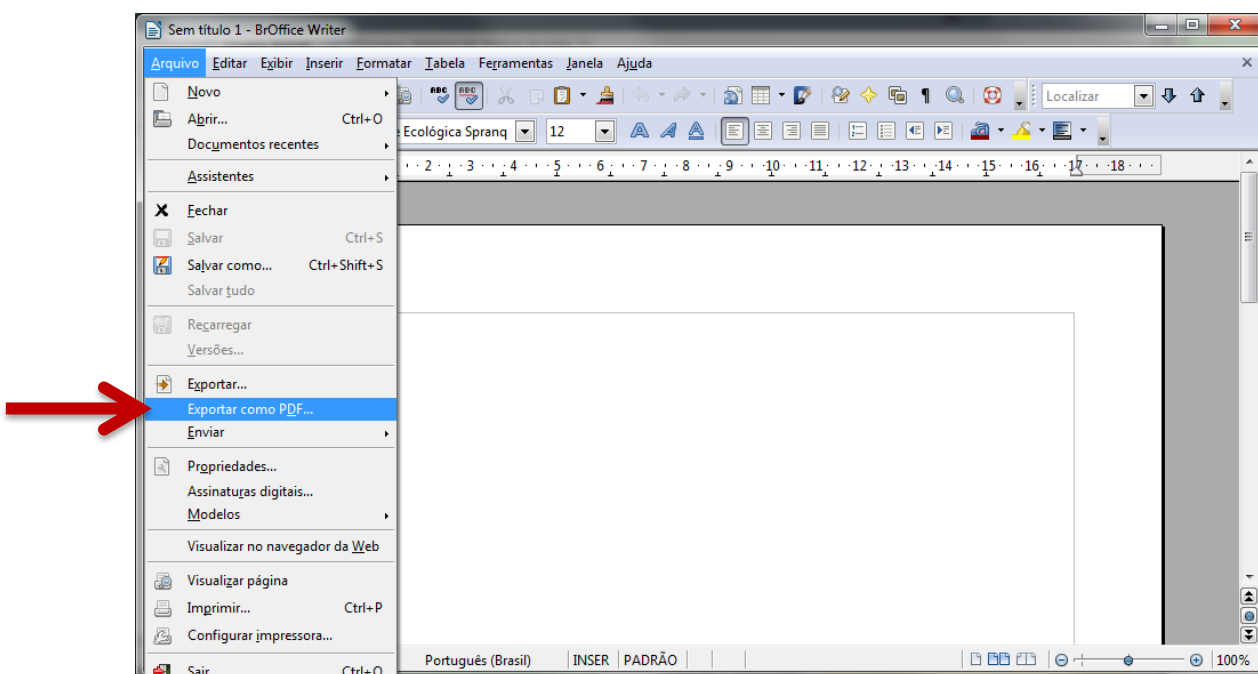 Sem título 1 - BrOffice Writer
Arquivo Editar Exibir Inserir Formatar Tabela Ferramentas Janela Ajuda
Novo
Abrir... Ctrl+O
Documentos recentes
Assistentes
Fechar
Salvar Ctrl+S
Salvar como... Ctrl+Shift+S
Salvar tudo
Recarregar
Versões...
Exportar...
Exportar como PDF...
Enviar
Propriedades...
Assinaturas digitais...
Modelos
Visualizar no navegador da Web
Visualizar página
Imprimir... Ctrl+P
Configurar impressora...
Sair Ctrl+Q
ABC ABC Localizar
Ecológica Spranq 12
2 3 4 5 6 7 8 9 10 11 12 13 14 15 16 17 18
Português (Brasil) INSER PADRÃO 100%